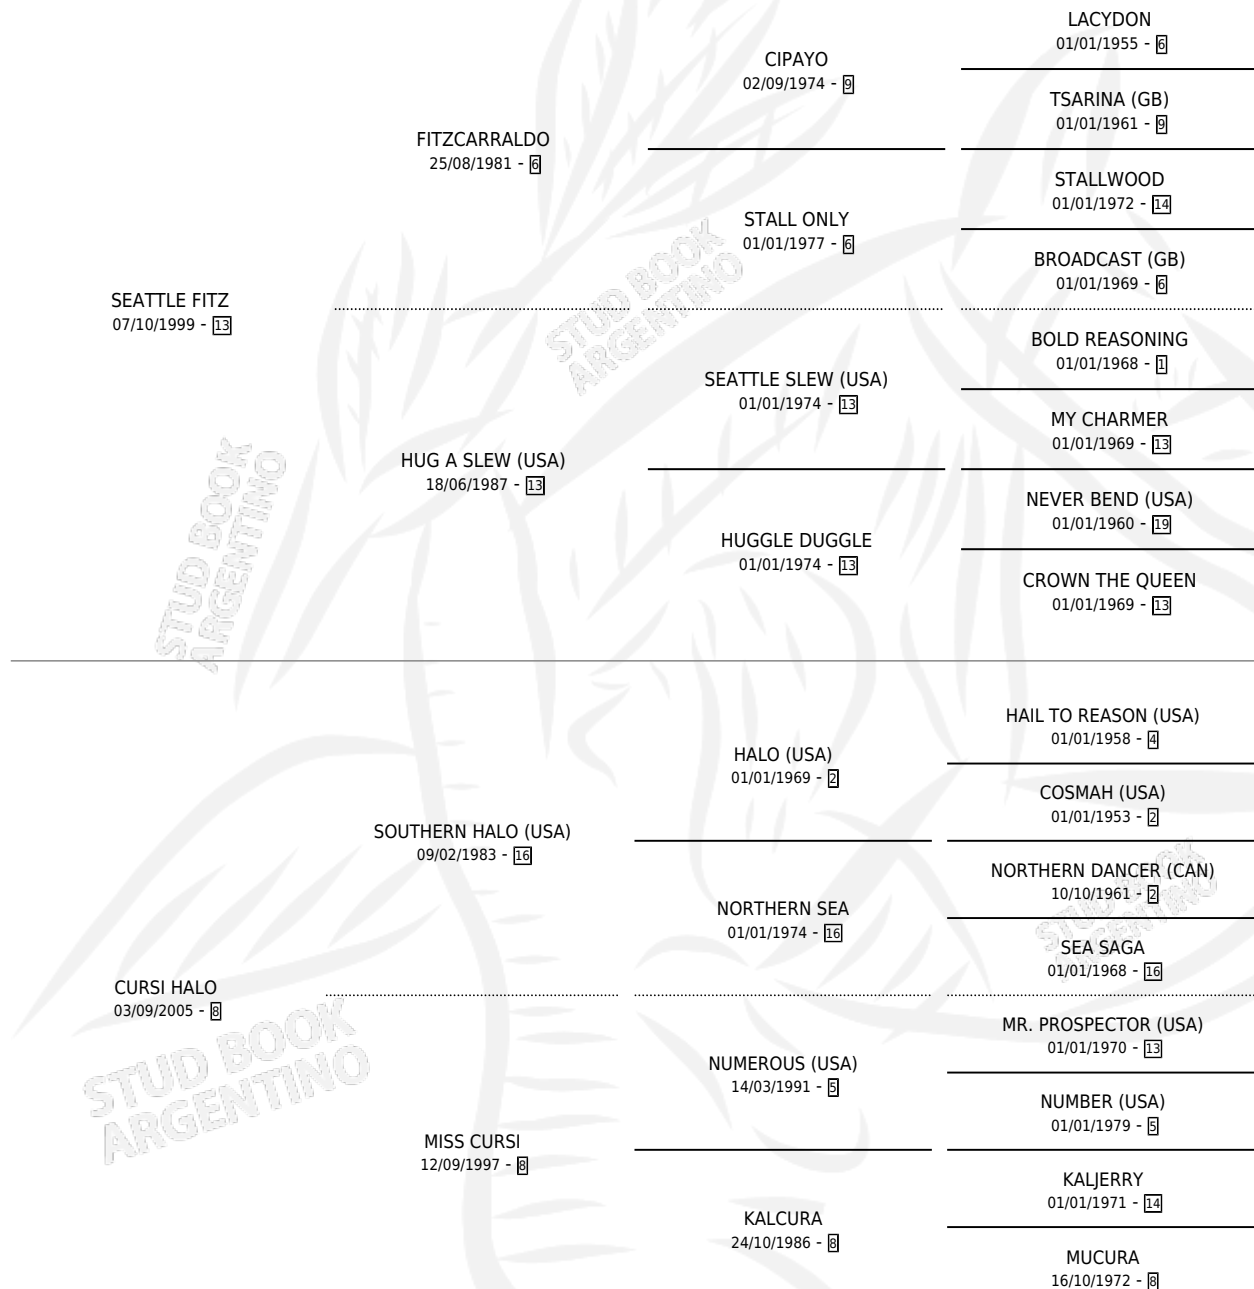 LACYDON
01/01/1955 - 6
CIPAYO
02/09/1974 - 9
TSARINA (GB)
01/01/1961 - 9
FITZCARRALDO
25/08/1981 - 6
STALLWOOD
01/01/1972 - 14
STALL ONLY
01/01/1977 - 6
BROADCAST (GB)
01/01/1969 - 6
SEATTLE FITZ
07/10/1999 - 13
STUD BOOK
ARGENTINO
BOLD REASONING
01/01/1968 - 1
SEATTLE SLEW (USA)
01/01/1974 - 13
MY CHARMER
01/01/1969 - 13
HUG A SLEW (USA)
18/06/1987 - 13
NEVER BEND (USA)
01/01/1960 - 19
HUGGLE DUGGLE
01/01/1974 - 13
CROWN THE QUEEN
01/01/1969 - 13
STUD BOOK
ARGENTINO
HAIL TO REASON (USA)
01/01/1958 - 4
HALO (USA)
01/01/1969 - 2
COSMAH (USA)
01/01/1953 - 2
SOUTHERN HALO (USA)
09/02/1983 - 16
NORTHERN DANCER (CAN)
10/10/1961 - 2
NORTHERN SEA
01/01/1974 - 16
STUD BOOK
ARGENTINO
SEA SAGA
01/01/1968 - 16
CURSI HALO
03/09/2005 - 8
STUD BOOK
ARGENTINO
MR. PROSPECTOR (USA)
01/01/1970 - 13
NUMEROUS (USA)
14/03/1991 - 5
NUMBER (USA)
01/01/1979 - 5
MISS CURSI
12/09/1997 - 8
KALJERRY
01/01/1971 - 14
KALCURA
24/10/1986 - 8
MUCURA
16/10/1972 - 8